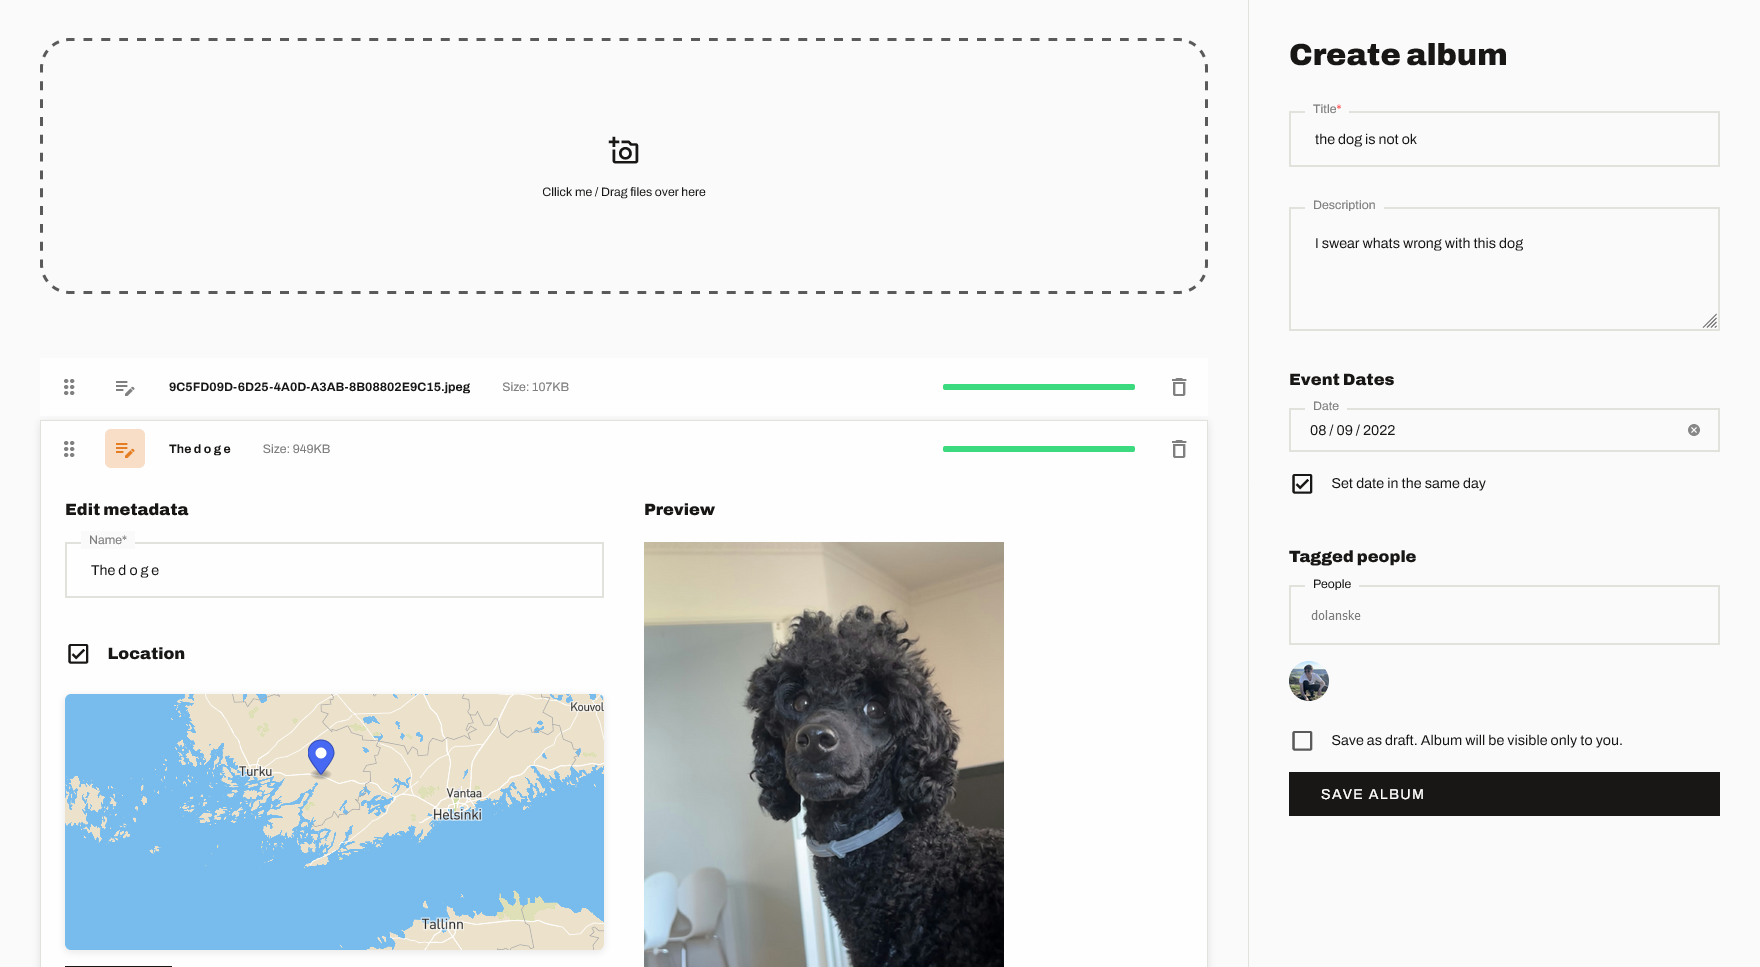 Cllick me / Drag files over here
9C5FD09D-6D25-4A0D-A3AB-8B08802E9C15.jpeg Size: 107KB
The d o g e Size: 949KB
Edit metadata
Name*
The d o g e
Location
Kouvol
Turku
Vantaa
Helsinki
Tallinn
Preview
Create album
Title*
the dog is not ok
Description
I swear whats wrong with this dog
Event Dates
Date
08 / 09 / 2022
Set date in the same day
Tagged people
People
dolanske
Save as draft. Album will be visible only to you.
SAVE ALBUM